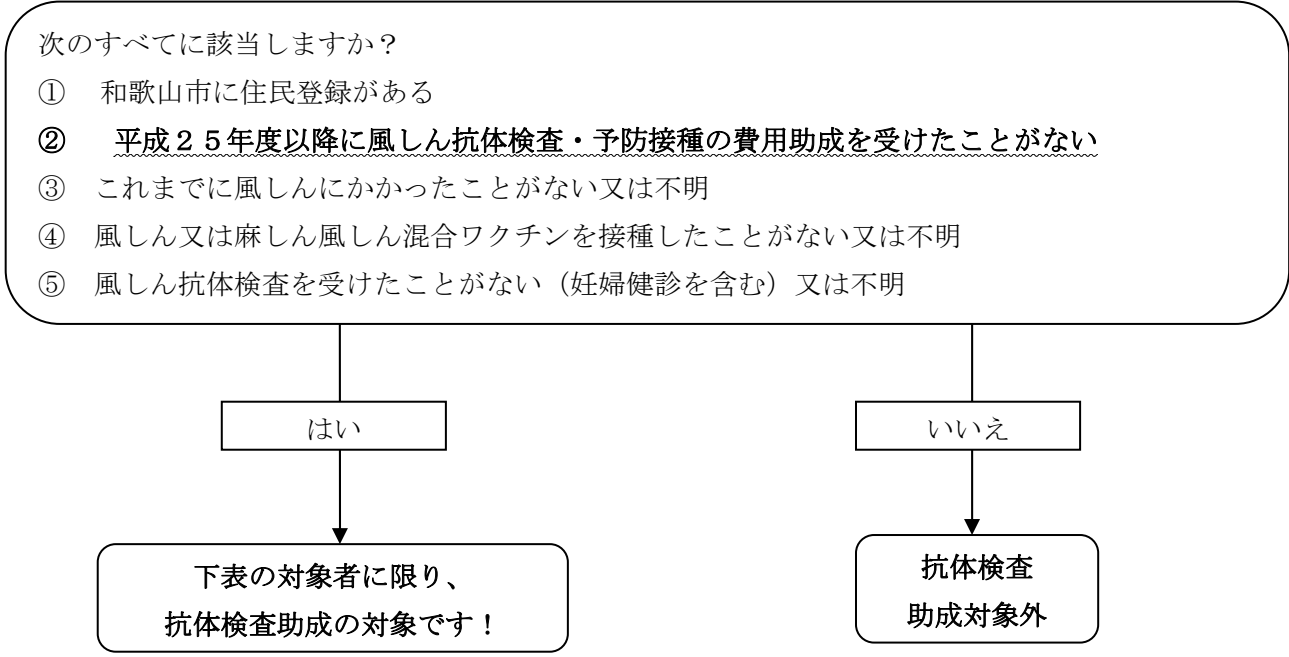 次のすべてに該当しますか？
① 和歌山市に住民登録がある
② 平成２５年度以降に風しん抗体検査・予防接種の費用助成を受けたことがない
③ これまでに風しんにかかったことがない又は不明
④ 風しん又は麻しん風しん混合ワクチンを接種したことがない又は不明
⑤ 風しん抗体検査を受けたことがない（妊婦健診を含む）又は不明
はい
いいえ
下表の対象者に限り、
抗体検査助成の対象です！
抗体検査
助成対象外